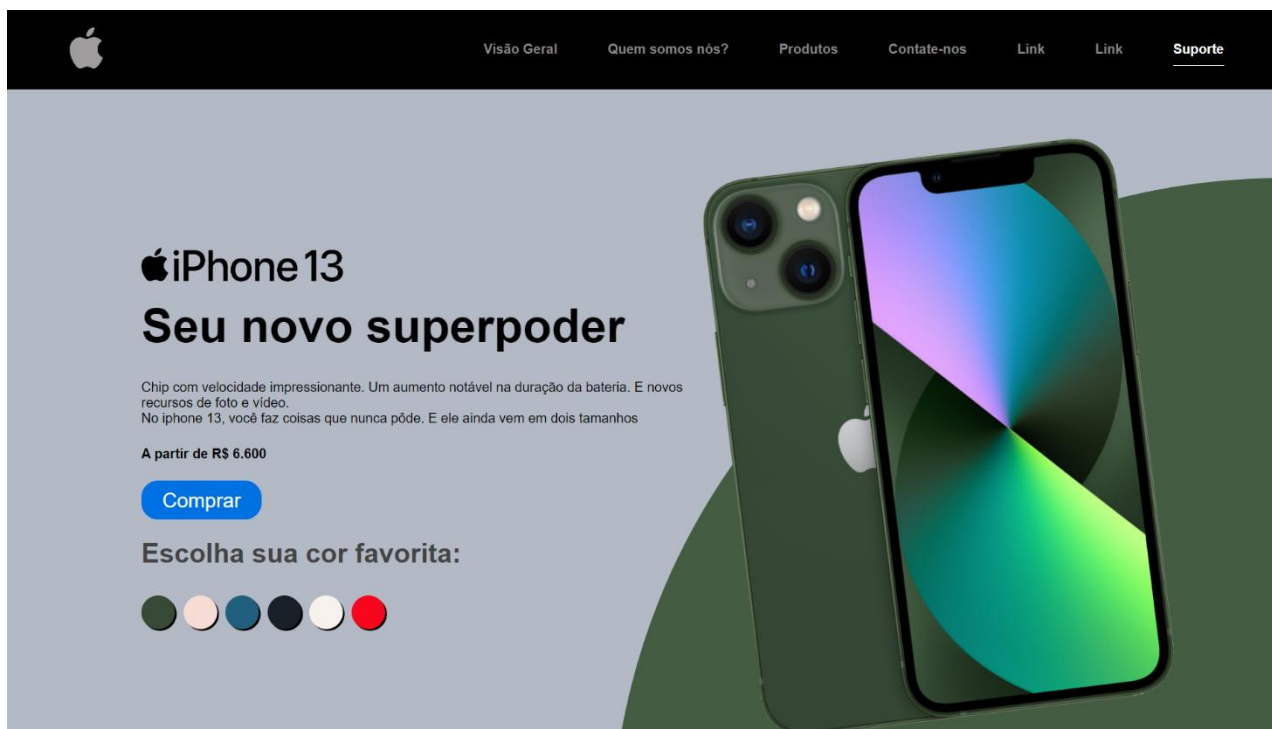 Visão Geral Quem somos nós? Produtos Contate-nos Link Link Suporte
iPhone 13
Seu novo superpoder
Chip com velocidade impressionante. Um aumento notável na duração da bateria. E novos
recursos de foto e vídeo.
No iphone 13, você faz coisas que nunca pôde. E ele ainda vem em dois tamanhos
A partir de R$ 6.600
Comprar
Escolha sua cor favorita: